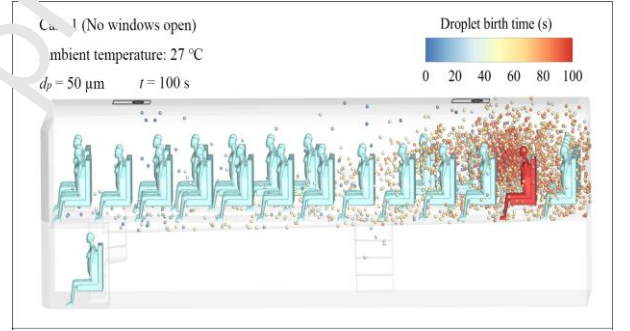 1 (No windows open)
mbient temperature: 27 °C
dₚ = 50 µm t = 100 s
Droplet birth time (s)
0 20 40 60 80 100